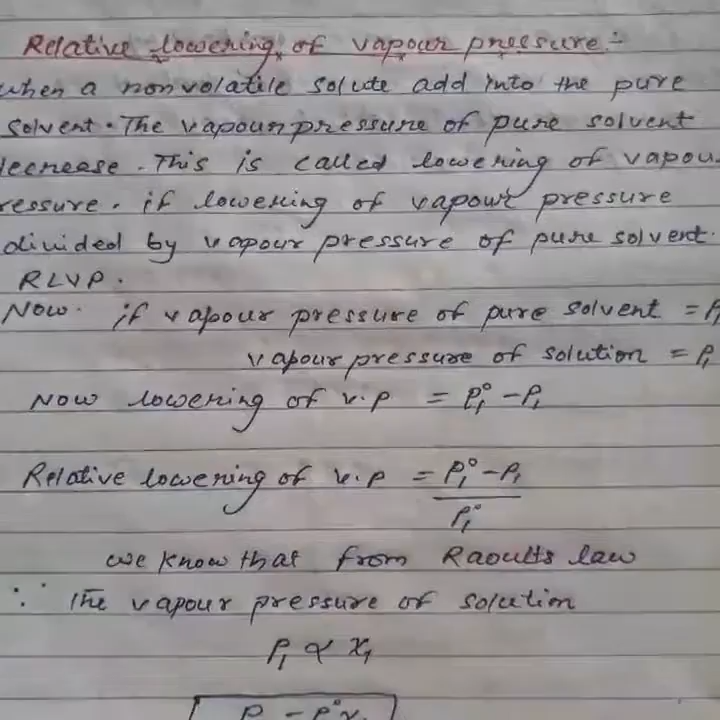 Relative lowering of vapour pressure:-
when a nonvolatile solute add into the pure
solvent. The vapour pressure of pure solvent
decrease. This is called lowering of vapou
ressure. if lowering of vapour pressure
divided by vapour pressure of pure solvent.
RLVP.
Now. if vapour pressure of pure solvent = P₁
vapour pressure of solution = P₁
Now lowering of v.p = P₁° - P₁
Relative lowering of v.p = P₁° - P₁
P₁°
we know that from Raoults law
∵ The vapour pressure of solution
P₁ ∝ x₁
P = P°x